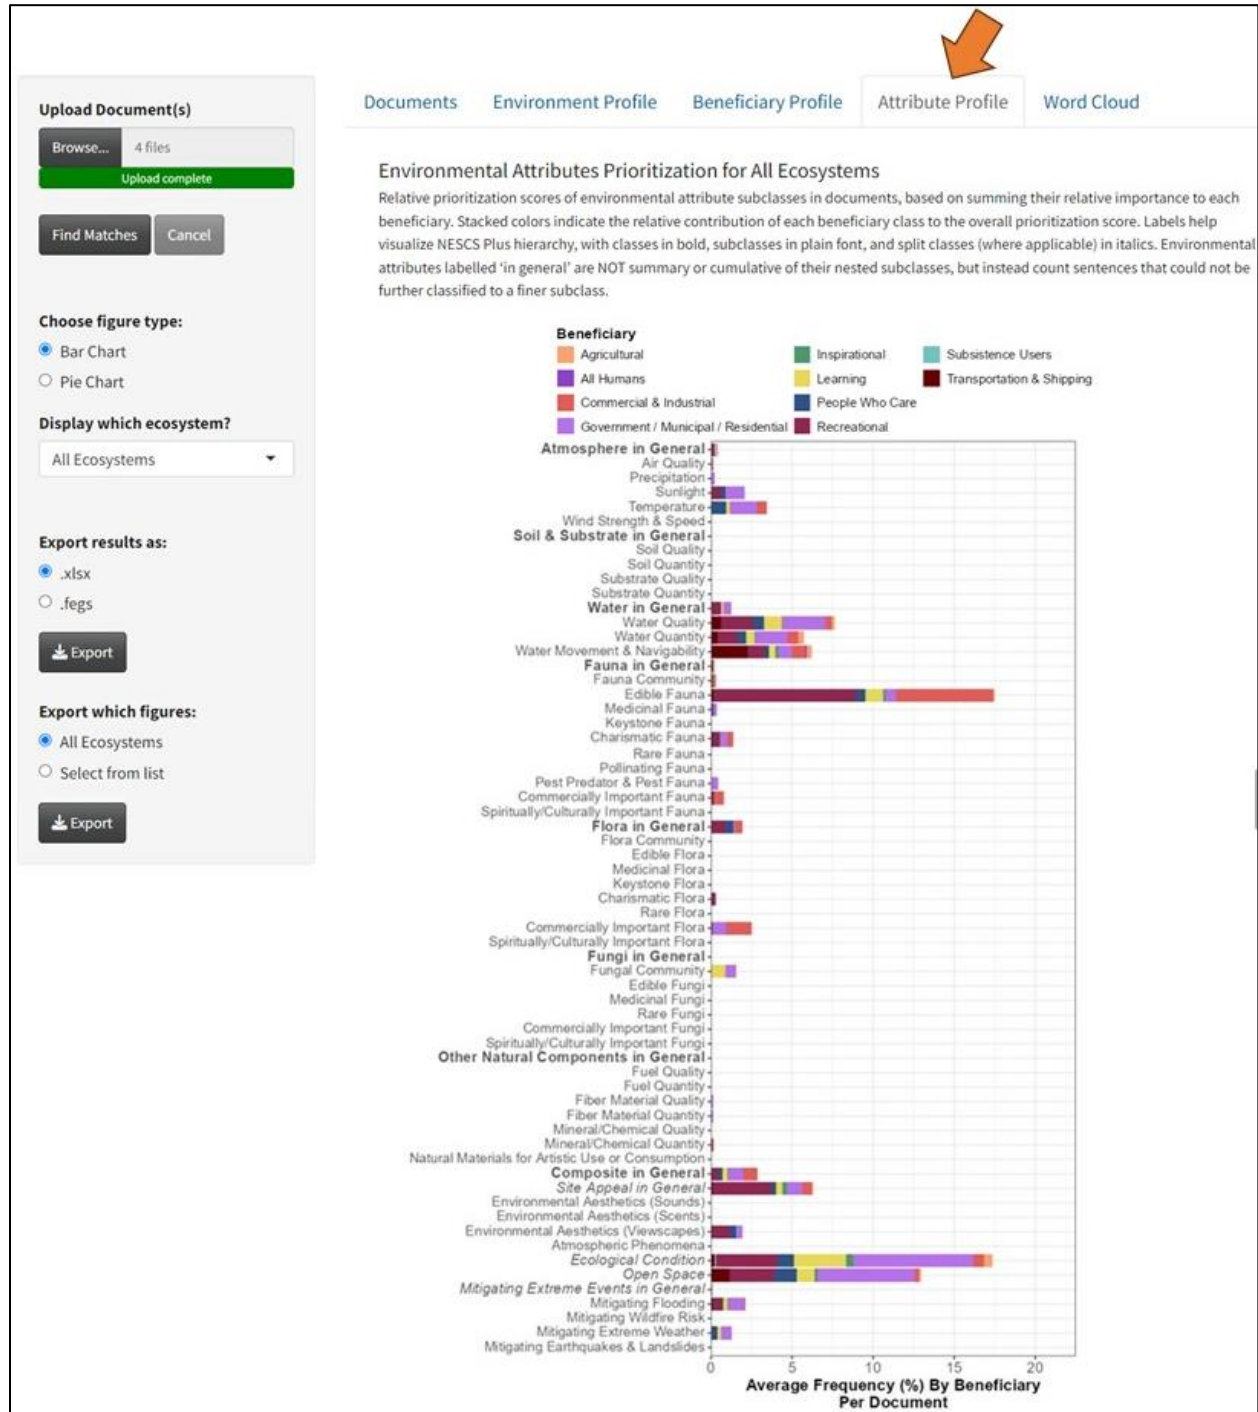 Upload Document(s)
Browse... 4 files
Upload complete
Find Matches Cancel
Choose figure type:
Bar Chart
Pie Chart
Display which ecosystem?
All Ecosystems
Export results as:
.xlsx
.fegs
Export
Export which figures:
All Ecosystems
Select from list
Export
Documents Environment Profile Beneficiary Profile Attribute Profile Word Cloud
Environmental Attributes Prioritization for All Ecosystems
Relative prioritization scores of environmental attribute subclasses in documents, based on summing their relative importance to each
beneficiary. Stacked colors indicate the relative contribution of each beneficiary class to the overall prioritization score. Labels help
visualize NESCS Plus hierarchy, with classes in bold, subclasses in plain font, and split classes (where applicable) in italics. Environmental
attributes labelled 'in general' are NOT summary or cumulative of their nested subclasses, but instead count sentences that could not be
further classified to a finer subclass.
Beneficiary
Agricultural Inspirational Subsistence Users
All Humans Learning Transportation & Shipping
Commercial & Industrial People Who Care
Government / Municipal / Residential Recreational
Atmosphere in General
Air Quality
Precipitation
Sunlight
Temperature
Wind Strength & Speed
Soil & Substrate in General
Soil Quality
Soil Quantity
Substrate Quality
Substrate Quantity
Water in General
Water Quality
Water Quantity
Water Movement & Navigability
Fauna in General
Fauna Community
Edible Fauna
Medicinal Fauna
Keystone Fauna
Charismatic Fauna
Rare Fauna
Pollinating Fauna
Pest Predator & Pest Fauna
Commercially Important Fauna
Spiritually/Culturally Important Fauna
Flora in General
Flora Community
Edible Flora
Medicinal Flora
Keystone Flora
Charismatic Flora
Rare Flora
Commercially Important Flora
Spiritually/Culturally Important Flora
Fungi in General
Fungal Community
Edible Fungi
Medicinal Fungi
Rare Fungi
Commercially Important Fungi
Spiritually/Culturally Important Fungi
Other Natural Components in General
Fuel Quality
Fuel Quantity
Fiber Material Quality
Fiber Material Quantity
Mineral/Chemical Quality
Mineral/Chemical Quantity
Natural Materials for Artistic Use or Consumption
Composite in General
Site Appeal in General
Environmental Aesthetics (Sounds)
Environmental Aesthetics (Scents)
Environmental Aesthetics (Viewscapes)
Atmospheric Phenomena
Ecological Condition
Open Space
Mitigating Extreme Events in General
Mitigating Flooding
Mitigating Wildfire Risk
Mitigating Extreme Weather
Mitigating Earthquakes & Landslides
0 5 10 15 20
Average Frequency (%) By Beneficiary
Per Document